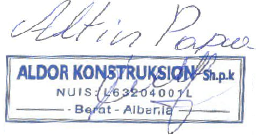 Altin Papa
ALDOR KONSTRUKSION Sh.p.k
NUIS: L63204001L
- Berat - Albania -